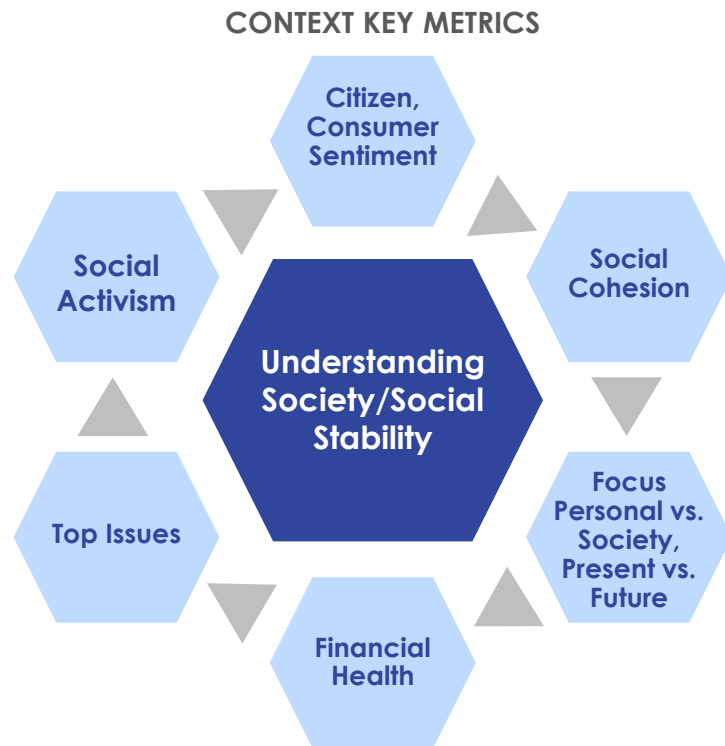 CONTEXT KEY METRICS
Citizen,
Consumer
Sentiment
Social
Cohesion
Focus
Personal vs.
Society,
Present vs.
Future
Financial
Health
Top Issues
Social
Activism
Understanding
Society/Social
Stability